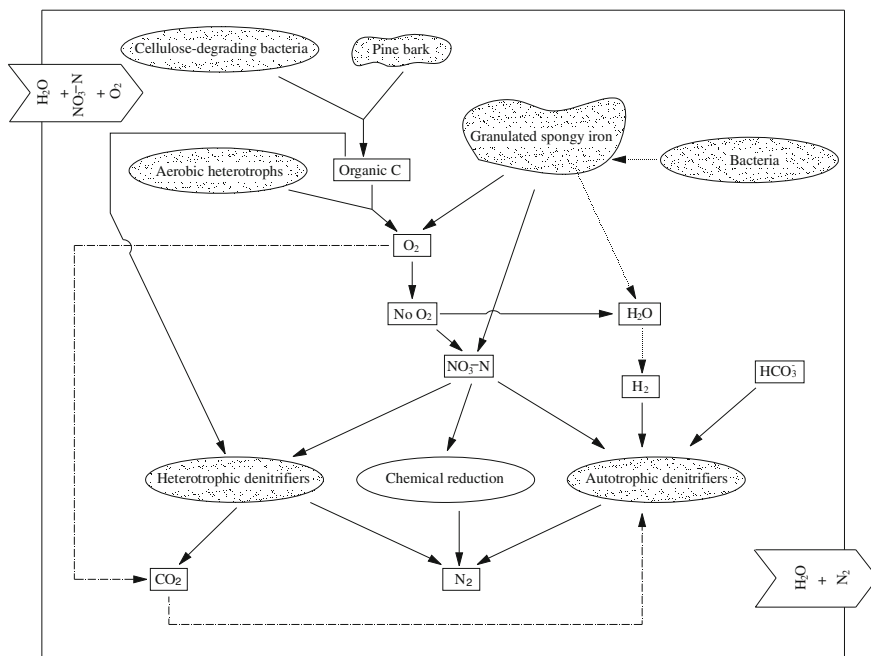 Cellulose-degrading bacteria
Pine bark
H₂O
+
NO₃⁻-N
+
O₂
Granulated spongy iron
Bacteria
Aerobic heterotrophs
Organic C
O₂
No O₂
H₂O
NO₃⁻-N
H₂
HCO₃⁻
Heterotrophic denitrifiers
Chemical reduction
Autotrophic denitrifiers
CO₂
N₂
H₂O
+
N₂